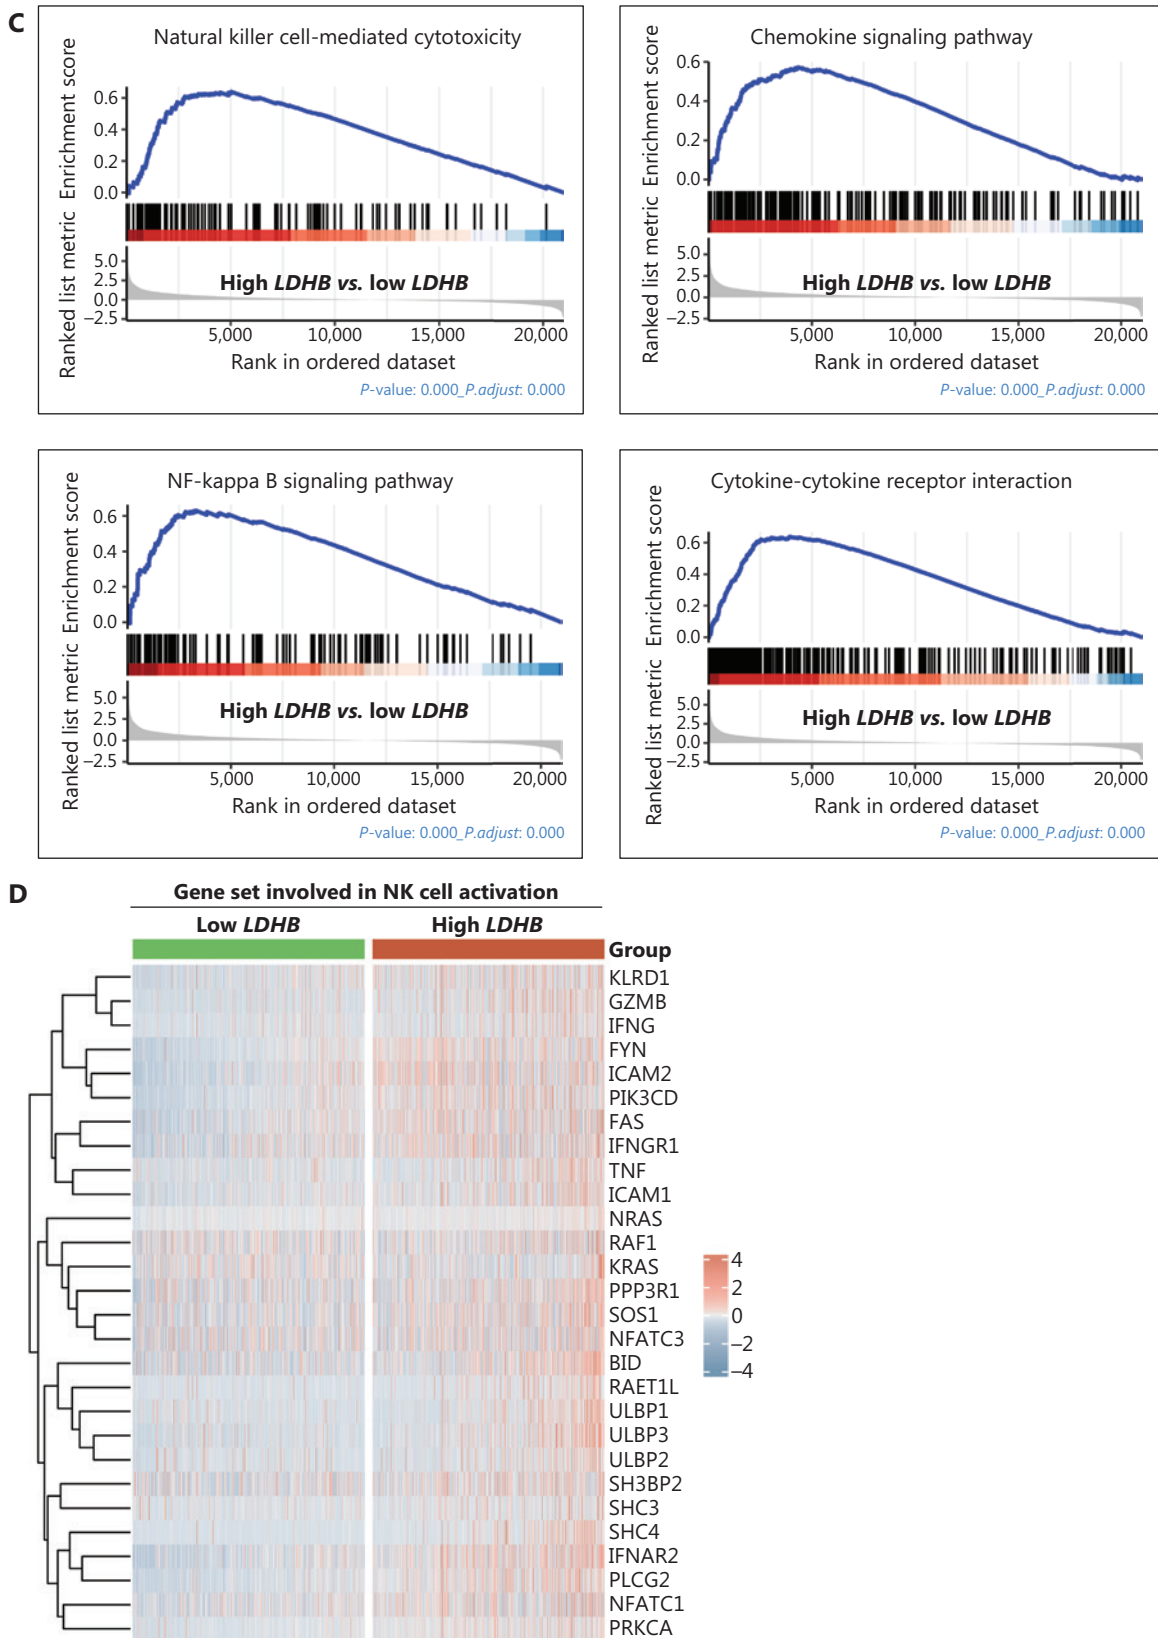 C
Natural killer cell-mediated cytotoxicity
Enrichment score
0.6
0.4
0.2
0.0
Ranked list metric
5.0
2.5
0.0
−2.5
High LDHB vs. low LDHB
5,000 10,000 15,000 20,000
Rank in ordered dataset
P-value: 0.000_P.adjust: 0.000
Chemokine signaling pathway
Enrichment score
0.6
0.4
0.2
0.0
Ranked list metric
5.0
2.5
0.0
−2.5
High LDHB vs. low LDHB
5,000 10,000 15,000 20,000
Rank in ordered dataset
P-value: 0.000_P.adjust: 0.000
NF-kappa B signaling pathway
Enrichment score
0.6
0.4
0.2
0.0
Ranked list metric
5.0
2.5
0.0
−2.5
High LDHB vs. low LDHB
5,000 10,000 15,000 20,000
Rank in ordered dataset
P-value: 0.000_P.adjust: 0.000
Cytokine-cytokine receptor interaction
Enrichment score
0.6
0.4
0.2
0.0
Ranked list metric
5.0
2.5
0.0
−2.5
High LDHB vs. low LDHB
5,000 10,000 15,000 20,000
Rank in ordered dataset
P-value: 0.000_P.adjust: 0.000
D
Gene set involved in NK cell activation
Low LDHB High LDHB
Group
KLRD1
GZMB
IFNG
FYN
ICAM2
PIK3CD
FAS
IFNGR1
TNF
ICAM1
NRAS
RAF1
KRAS
PPP3R1
SOS1
NFATC3
BID
RAET1L
ULBP1
ULBP3
ULBP2
SH3BP2
SHC3
SHC4
IFNAR2
PLCG2
NFATC1
PRKCA
4
2
0
−2
−4